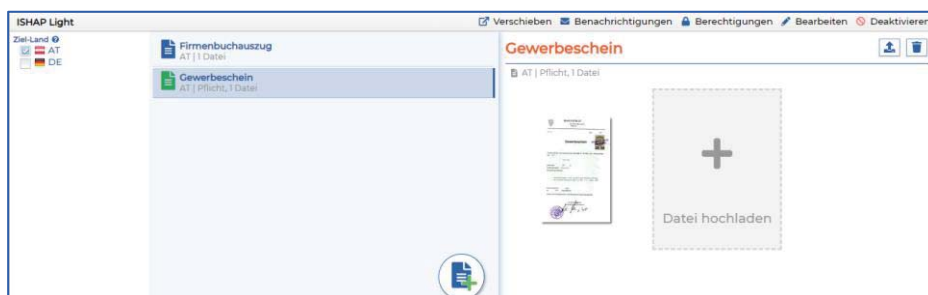 ISHAP Light
Verschieben Benachrichtigungen Berechtigungen Bearbeiten Deaktivieren
Ziel-Land
AT
DE
Firmenbuchauszug
AT | 1 Datei
Gewerbeschein
AT | Pflicht, 1 Datei
Gewerbeschein
AT | Pflicht, 1 Datei
Datei hochladen